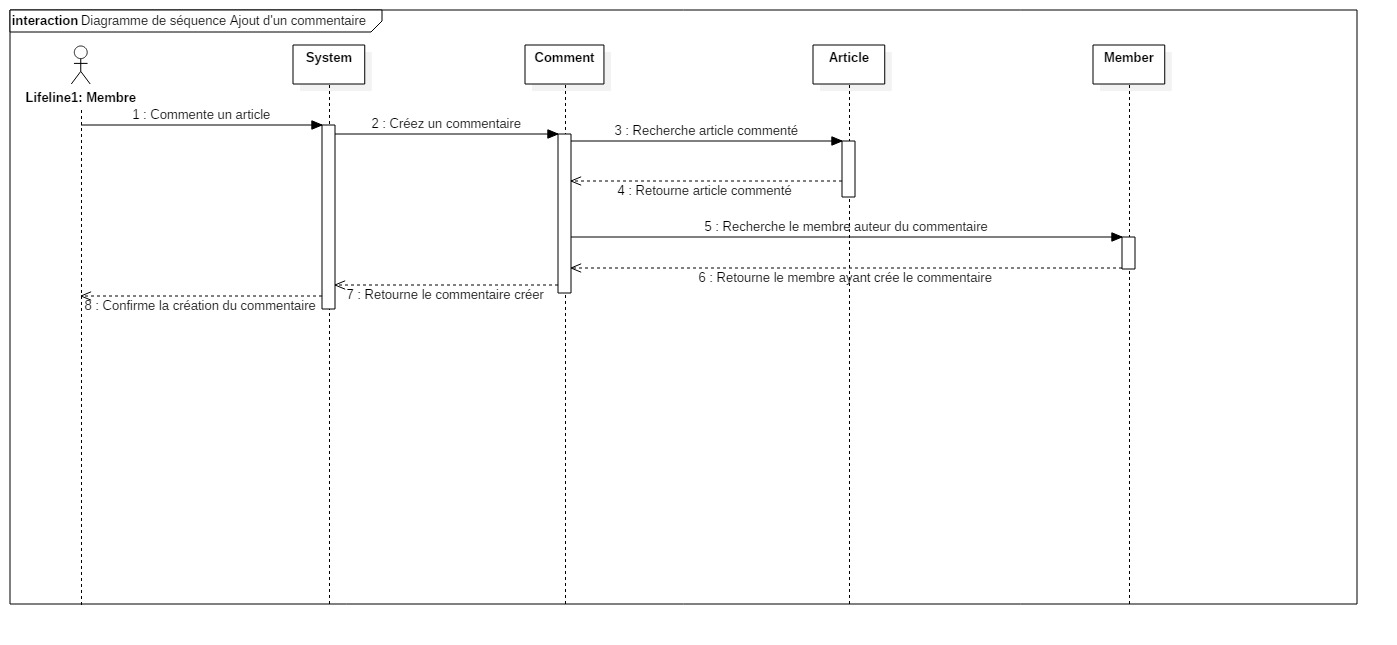 interaction Diagramme de séquence Ajout d'un commentaire
System
Comment
Article
Member
Lifeline1: Membre
1 : Commente un article
2 : Créez un commentaire
3 : Recherche article commenté
4 : Retourne article commenté
5 : Recherche le membre auteur du commentaire
6 : Retourne le membre ayant crée le commentaire
7 : Retourne le commentaire créer
8 : Confirme la création du commentaire